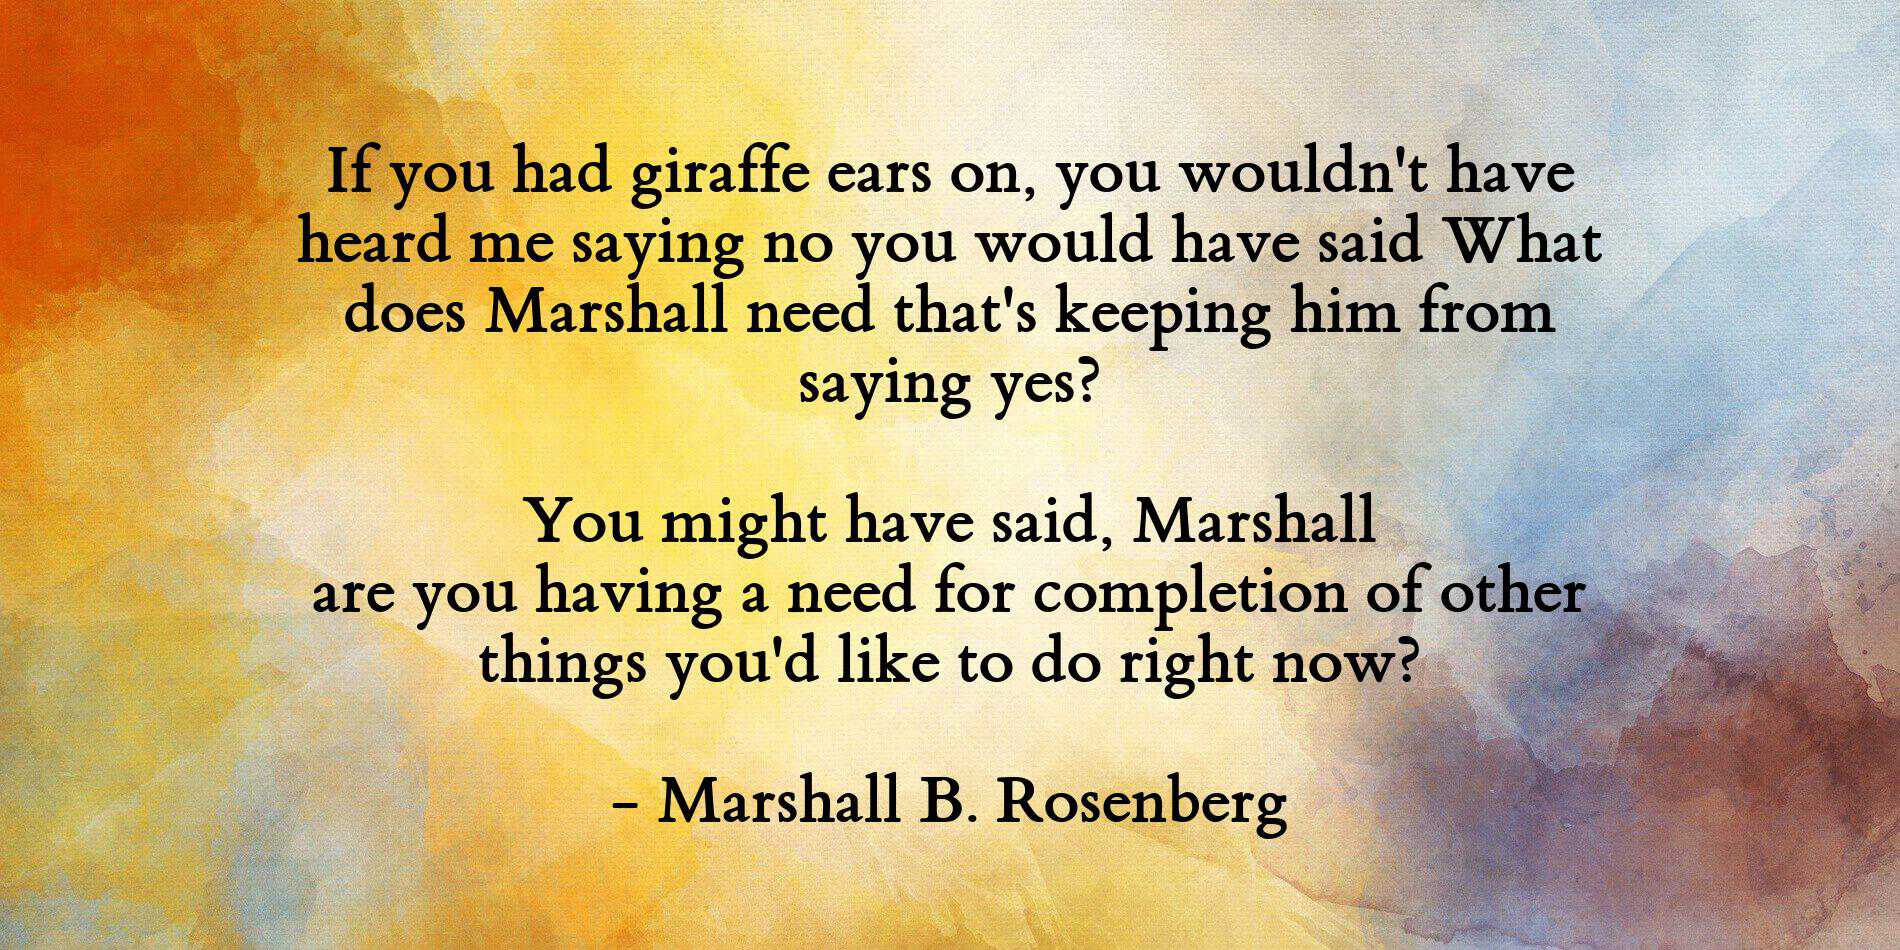 If you had giraffe ears on, you wouldn't have
heard me saying no you would have said What
does Marshall need that's keeping him from
saying yes?
You might have said, Marshall
are you having a need for completion of other
things you'd like to do right now?
- Marshall B. Rosenberg